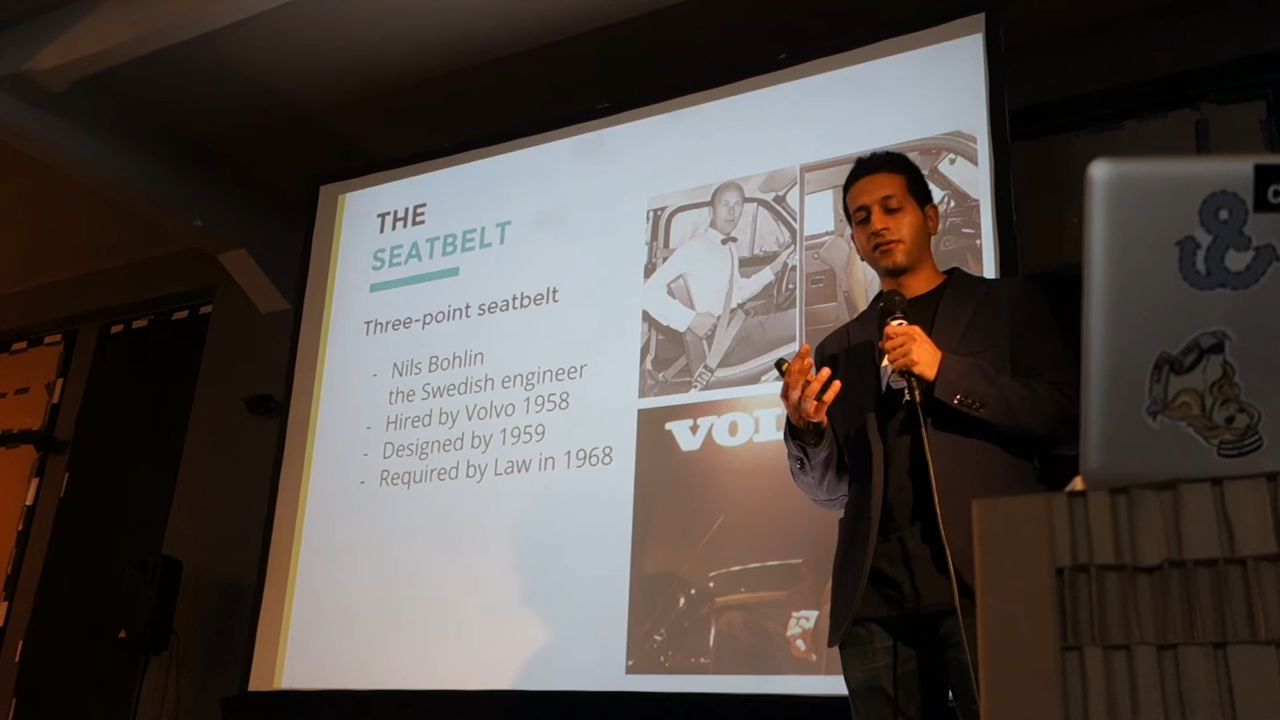 THE
SEATBELT
Three-point seatbelt
- Nils Bohlin
the Swedish engineer
- Hired by Volvo 1958
- Designed by 1959
- Required by Law in 1968
VOL